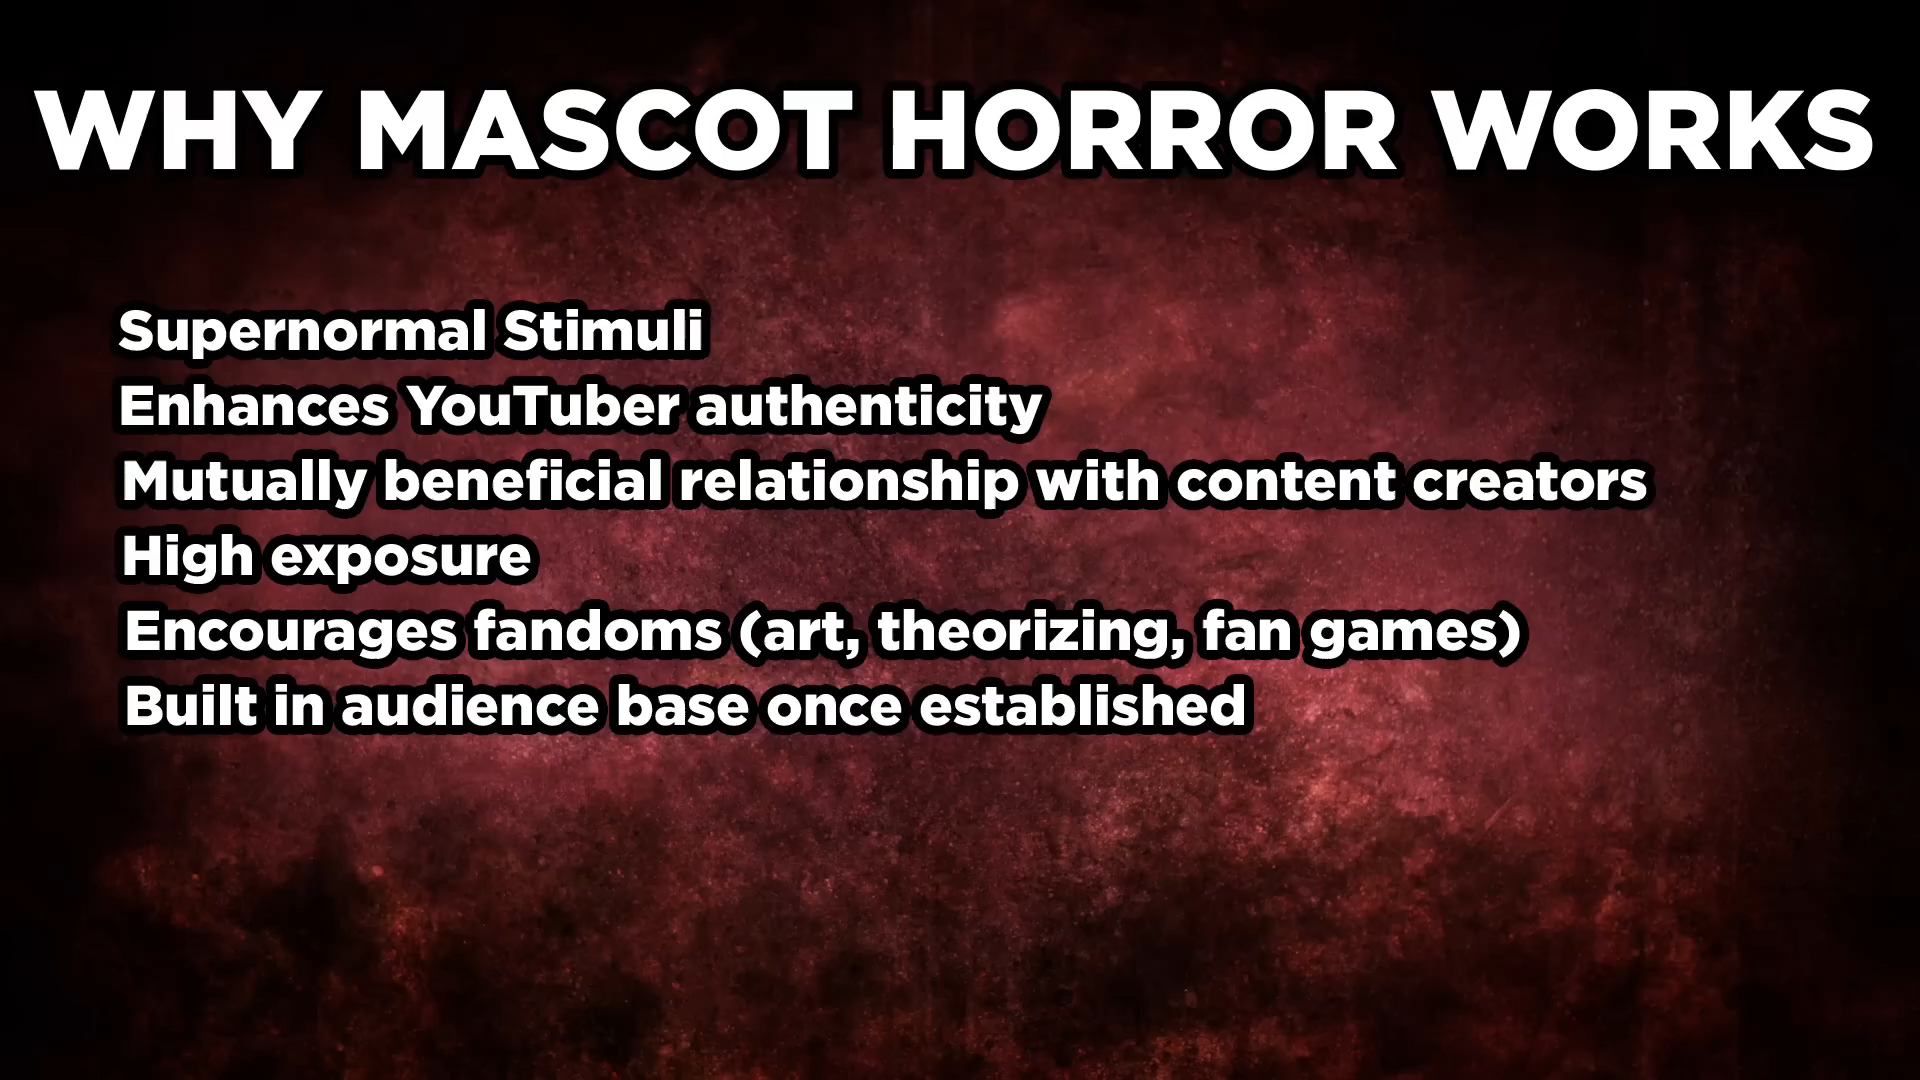 WHY MASCOT HORROR WORKS
Supernormal Stimuli
Enhances YouTuber authenticity
Mutually beneficial relationship with content creators
High exposure
Encourages fandoms (art, theorizing, fan games)
Built in audience base once established